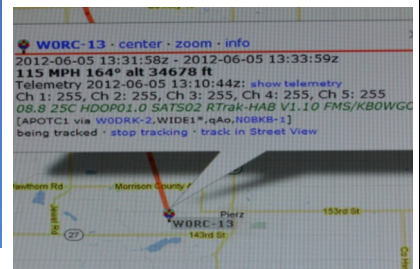 W0RC-13 · center · zoom · info
2012-06-05 13:31:58z - 2012-06-05 13:33:59z
115 MPH 164° alt 34678 ft
Telemetry 2012-06-05 13:10:44z: show telemetry
Ch 1: 255, Ch 2: 255, Ch 3: 255, Ch 4: 255, Ch 5: 255
08.8 25C HDOP01.0 SATS02 RTrak-HAB V1.10 FMS/KB0WGC
[APOTC1 via W0DRK-2,WIDE1*,qAo,N0BKB-1]
being tracked · stop tracking · track in Street View
awthorn Rd
Morrison County
153rd St
Pierz
W0RC-13
143rd St
27
Jewel Rd